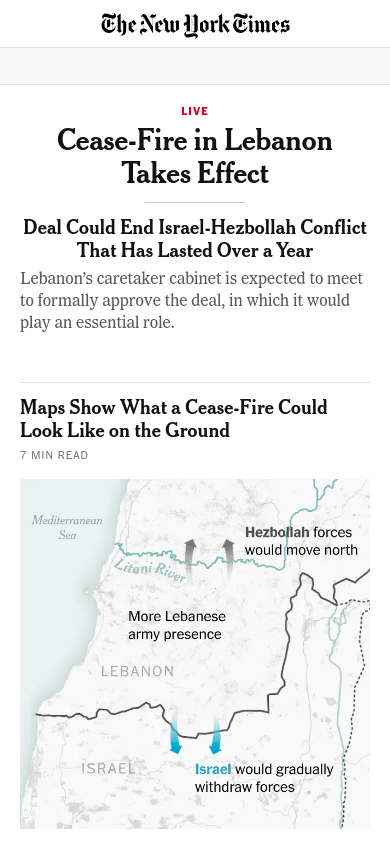 The New York Times
LIVE
Cease-Fire in Lebanon
Takes Effect
Deal Could End Israel-Hezbollah Conflict
That Has Lasted Over a Year
Lebanon’s caretaker cabinet is expected to meet
to formally approve the deal, in which it would
play an essential role.
Maps Show What a Cease-Fire Could
Look Like on the Ground
7 MIN READ
Mediterranean
Sea
Hezbollah forces
would move north
Litani River
More Lebanese
army presence
LEBANON
ISRAEL
Israel would gradually
withdraw forces